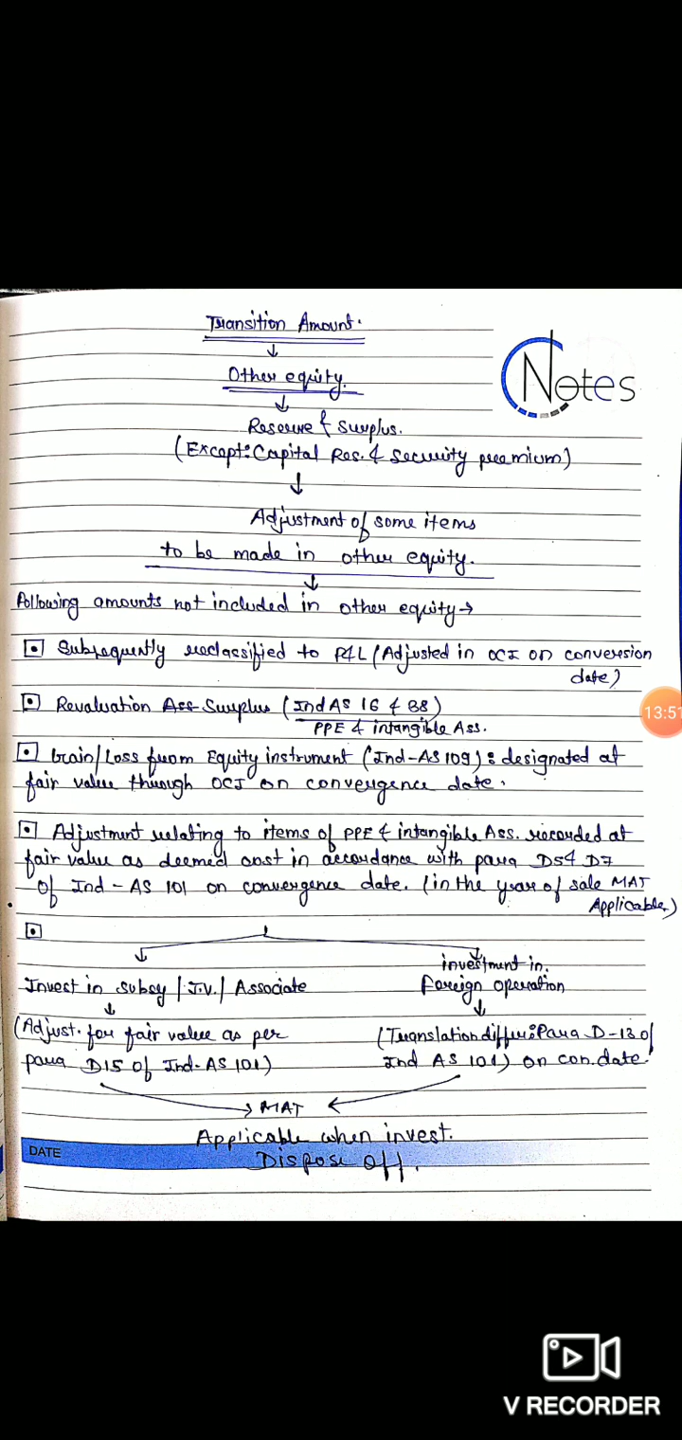 Transition Amount.
Other equity.
Notes
Reserve & Surplus.
(Except: Capital Res. & Security premium)
Adjustment of some items
to be made in other equity.
Following amounts not included in other equity→
Subsequently reclassified to P&L (Adjusted in OCI on conversion
date)
Revaluation Ass Surplus (Ind AS 16 & 38)
PPE & intangible Ass.
13:51
Gain/Loss from Equity instrument (Ind-AS 109): designated at
fair value through OCI on convergence date.
Adjustment relating to items of PPE & intangible Ass. recorded at
fair value as deemed cost in accordance with para D5 & D7
of Ind-AS 101 on convergence date. (in the year of sale MAT
Applicable)
Invest in Subsy | J.V. | Associate
investment in
foreign operation
(Adjust. for fair value as per
para D15 of Ind-AS 101)
(Translation differ: Para D-13 of
Ind AS 101) on con. date
MAT
Applicable when invest.
DATE
Dispose off.
V RECORDER